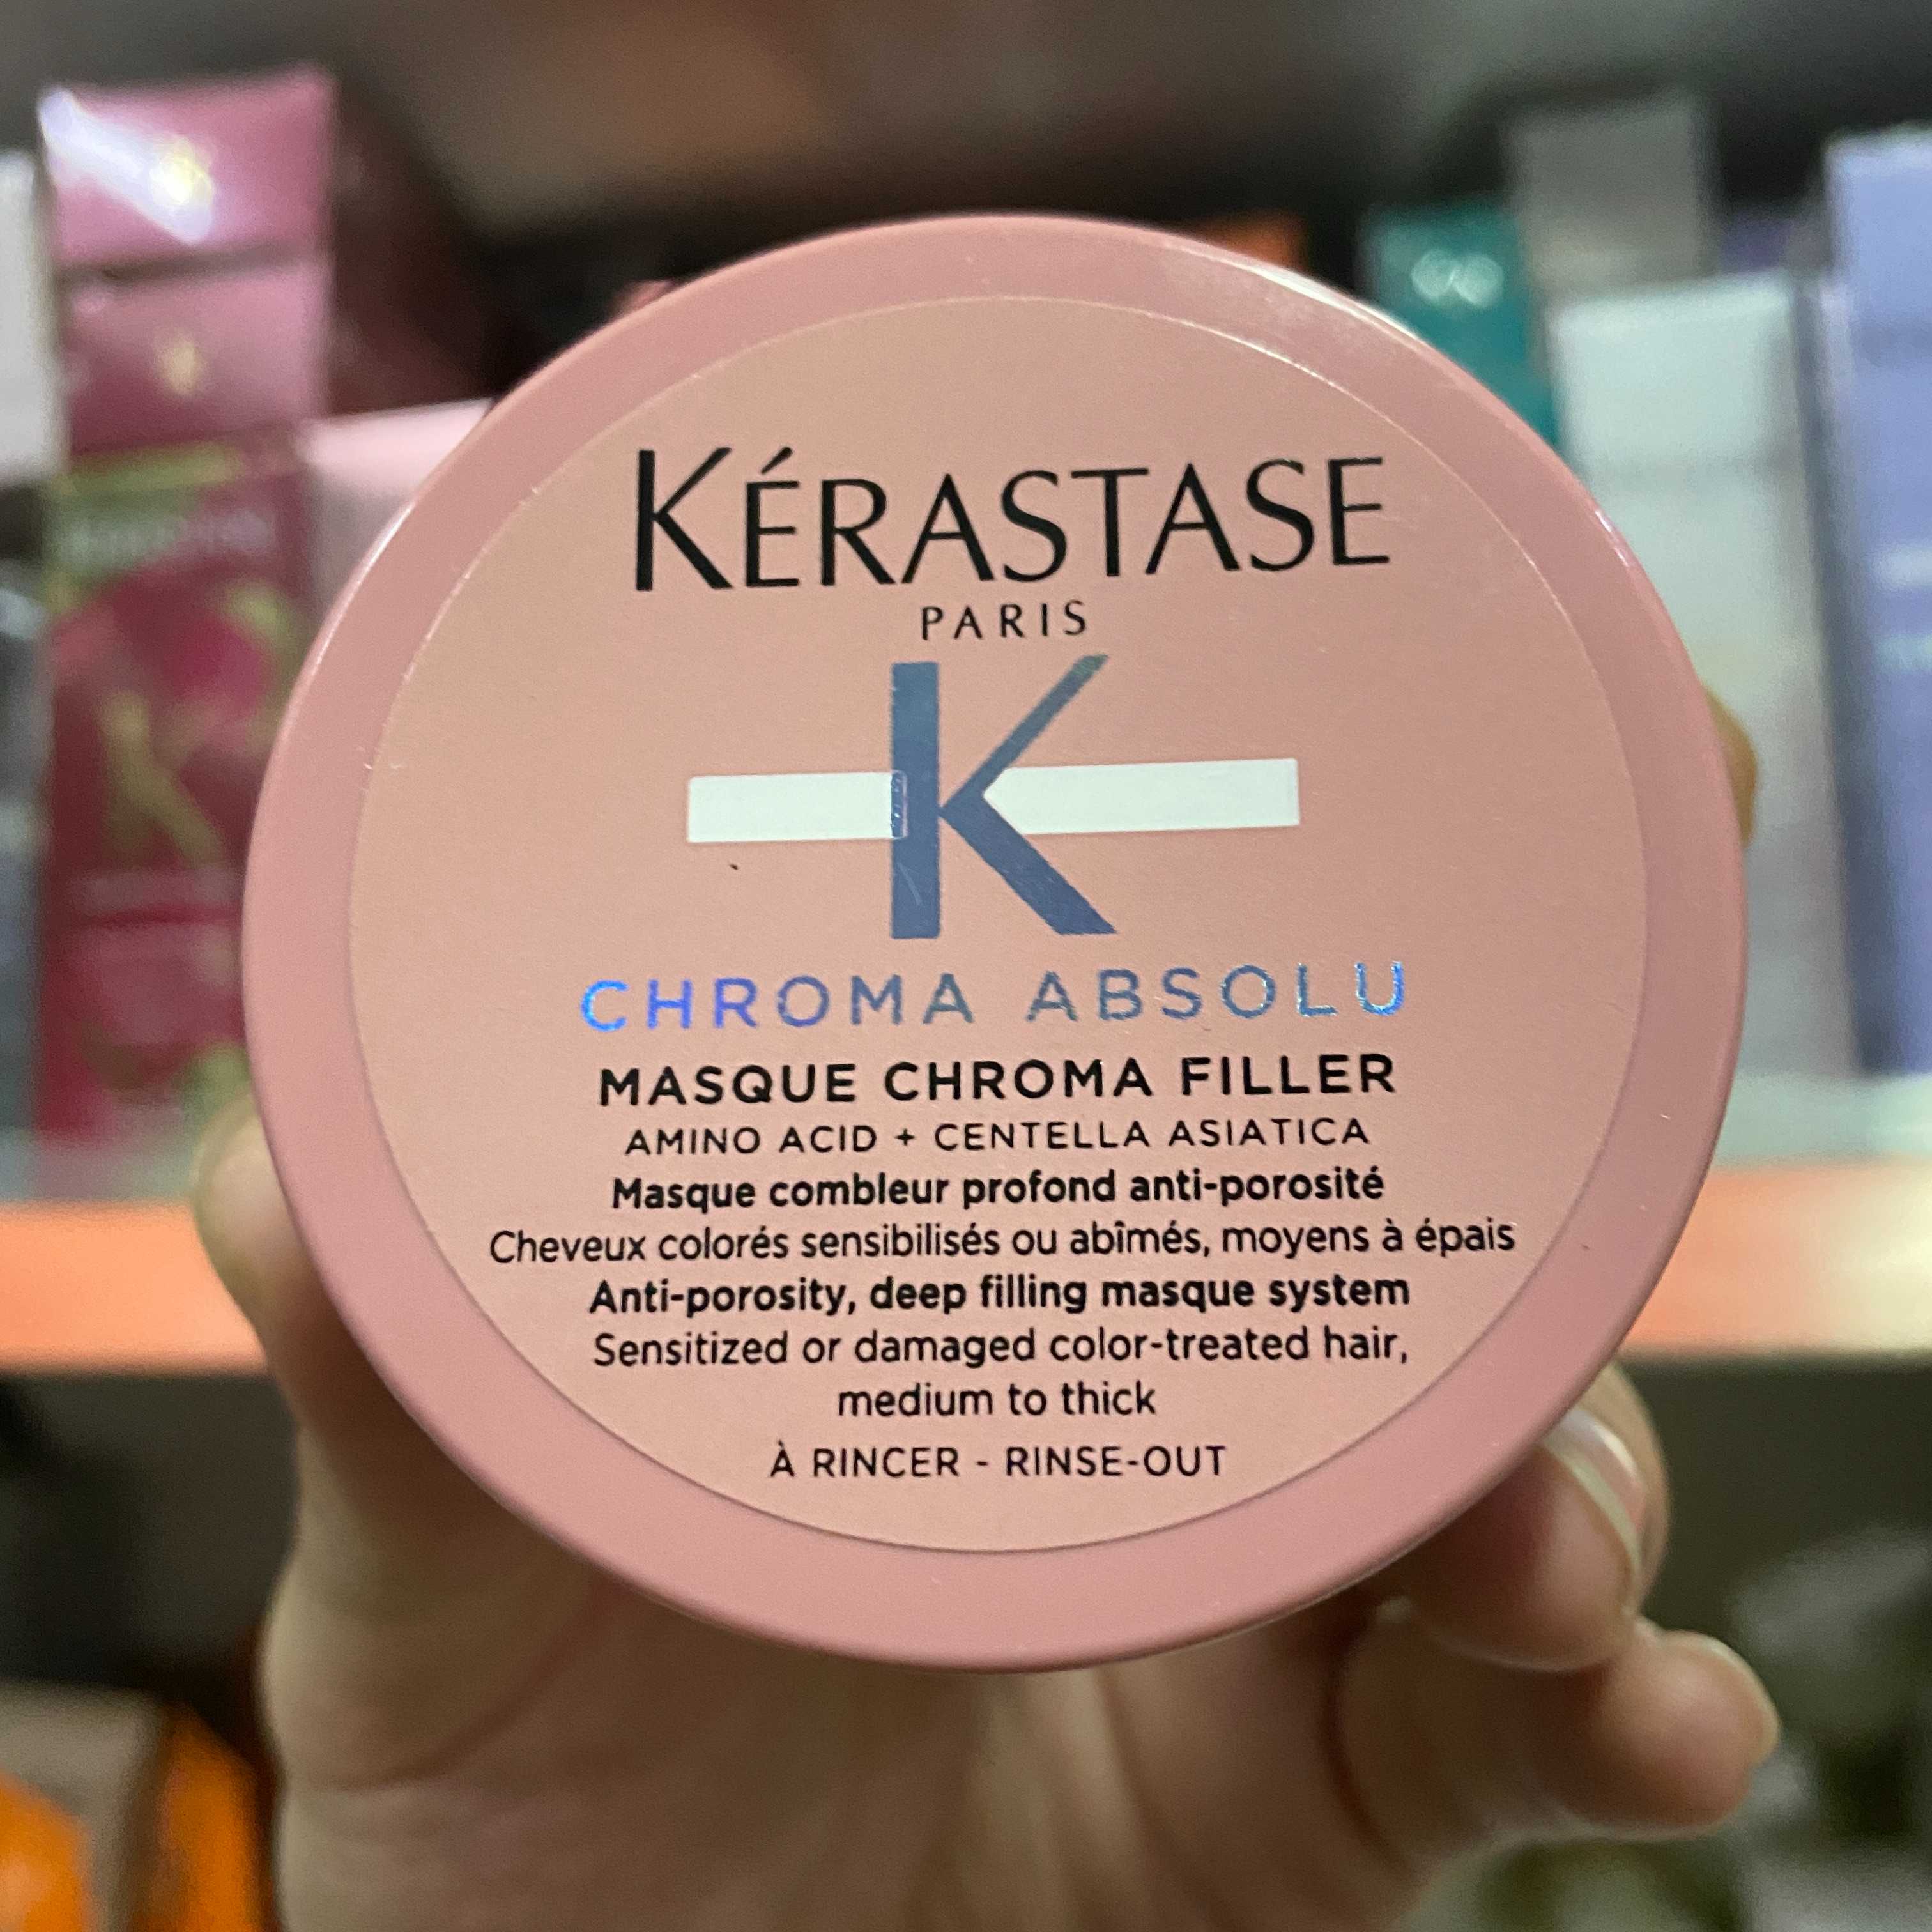 KÉRASTASE
PARIS
K
CHROMA ABSOLU
MASQUE CHROMA FILLER
AMINO ACID + CENTELLA ASIATICA
Masque combleur profond anti-porosité
Cheveux colorés sensibilisés ou abîmés, moyens à épais
Anti-porosity, deep filling masque system
Sensitized or damaged color-treated hair,
medium to thick
À RINCER - RINSE-OUT